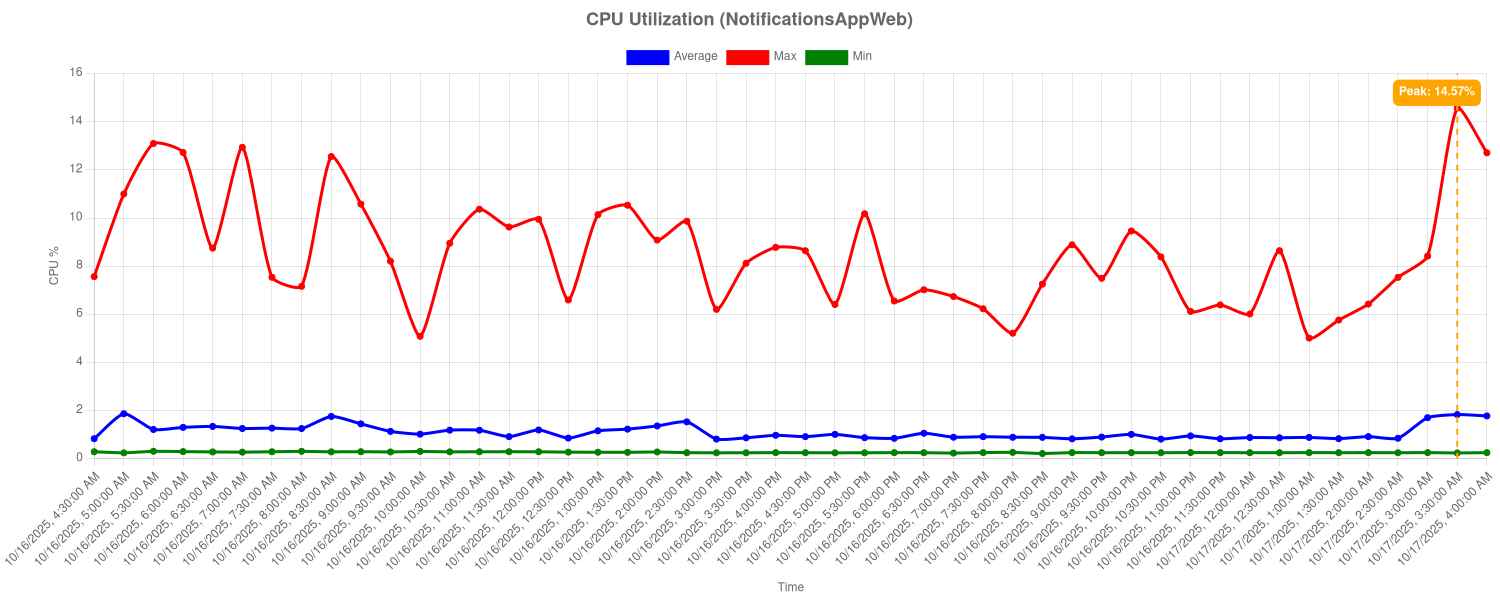 CPU Utilization (NotificationsAppWeb)
Average
Max
Min
Peak: 14.57%
16
14
12
10
8
6
4
2
0
CPU %
10/16/2025, 4:30:00 AM
10/16/2025, 5:00:00 AM
10/16/2025, 5:30:00 AM
10/16/2025, 6:00:00 AM
10/16/2025, 6:30:00 AM
10/16/2025, 7:00:00 AM
10/16/2025, 7:30:00 AM
10/16/2025, 8:00:00 AM
10/16/2025, 8:30:00 AM
10/16/2025, 9:00:00 AM
10/16/2025, 9:30:00 AM
10/16/2025, 10:00:00 AM
10/16/2025, 10:30:00 AM
10/16/2025, 11:00:00 AM
10/16/2025, 11:30:00 AM
10/16/2025, 12:00:00 PM
10/16/2025, 12:30:00 PM
10/16/2025, 1:00:00 PM
10/16/2025, 1:30:00 PM
10/16/2025, 2:00:00 PM
10/16/2025, 2:30:00 PM
10/16/2025, 3:00:00 PM
10/16/2025, 3:30:00 PM
10/16/2025, 4:00:00 PM
10/16/2025, 4:30:00 PM
10/16/2025, 5:00:00 PM
10/16/2025, 5:30:00 PM
10/16/2025, 6:00:00 PM
10/16/2025, 6:30:00 PM
10/16/2025, 7:00:00 PM
10/16/2025, 7:30:00 PM
10/16/2025, 8:00:00 PM
10/16/2025, 8:30:00 PM
10/16/2025, 9:00:00 PM
10/16/2025, 9:30:00 PM
10/16/2025, 10:00:00 PM
10/16/2025, 10:30:00 PM
10/16/2025, 11:00:00 PM
10/16/2025, 11:30:00 PM
10/17/2025, 12:00:00 AM
10/17/2025, 12:30:00 AM
10/17/2025, 1:00:00 AM
10/17/2025, 1:30:00 AM
10/17/2025, 2:00:00 AM
10/17/2025, 2:30:00 AM
10/17/2025, 3:00:00 AM
10/17/2025, 3:30:00 AM
10/17/2025, 4:00:00 AM
Time